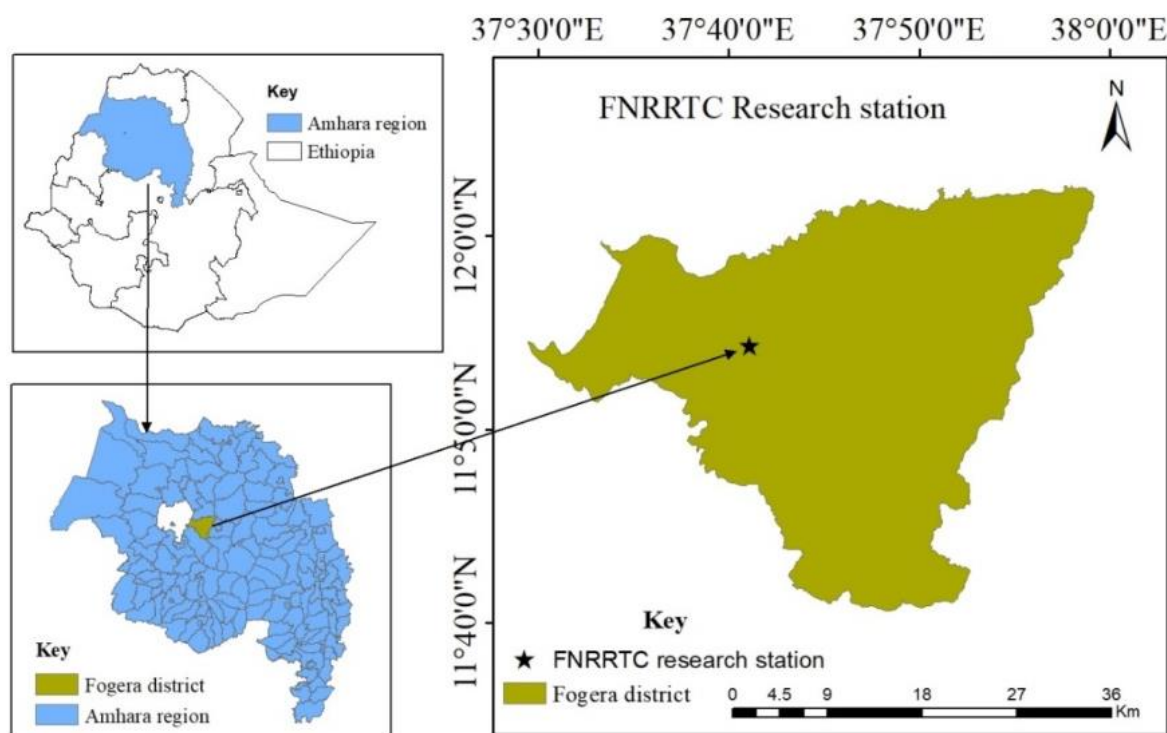 Key
Amhara region
Ethiopia
Key
Fogera district
Amhara region
37°30'0"E 37°40'0"E 37°50'0"E 38°0'0"E
FNRRTC Research station
N
12°0'0"N
11°50'0"N
11°40'0"N
Key
FNRRTC research station
Fogera district
0 4.5 9 18 27 36
Km